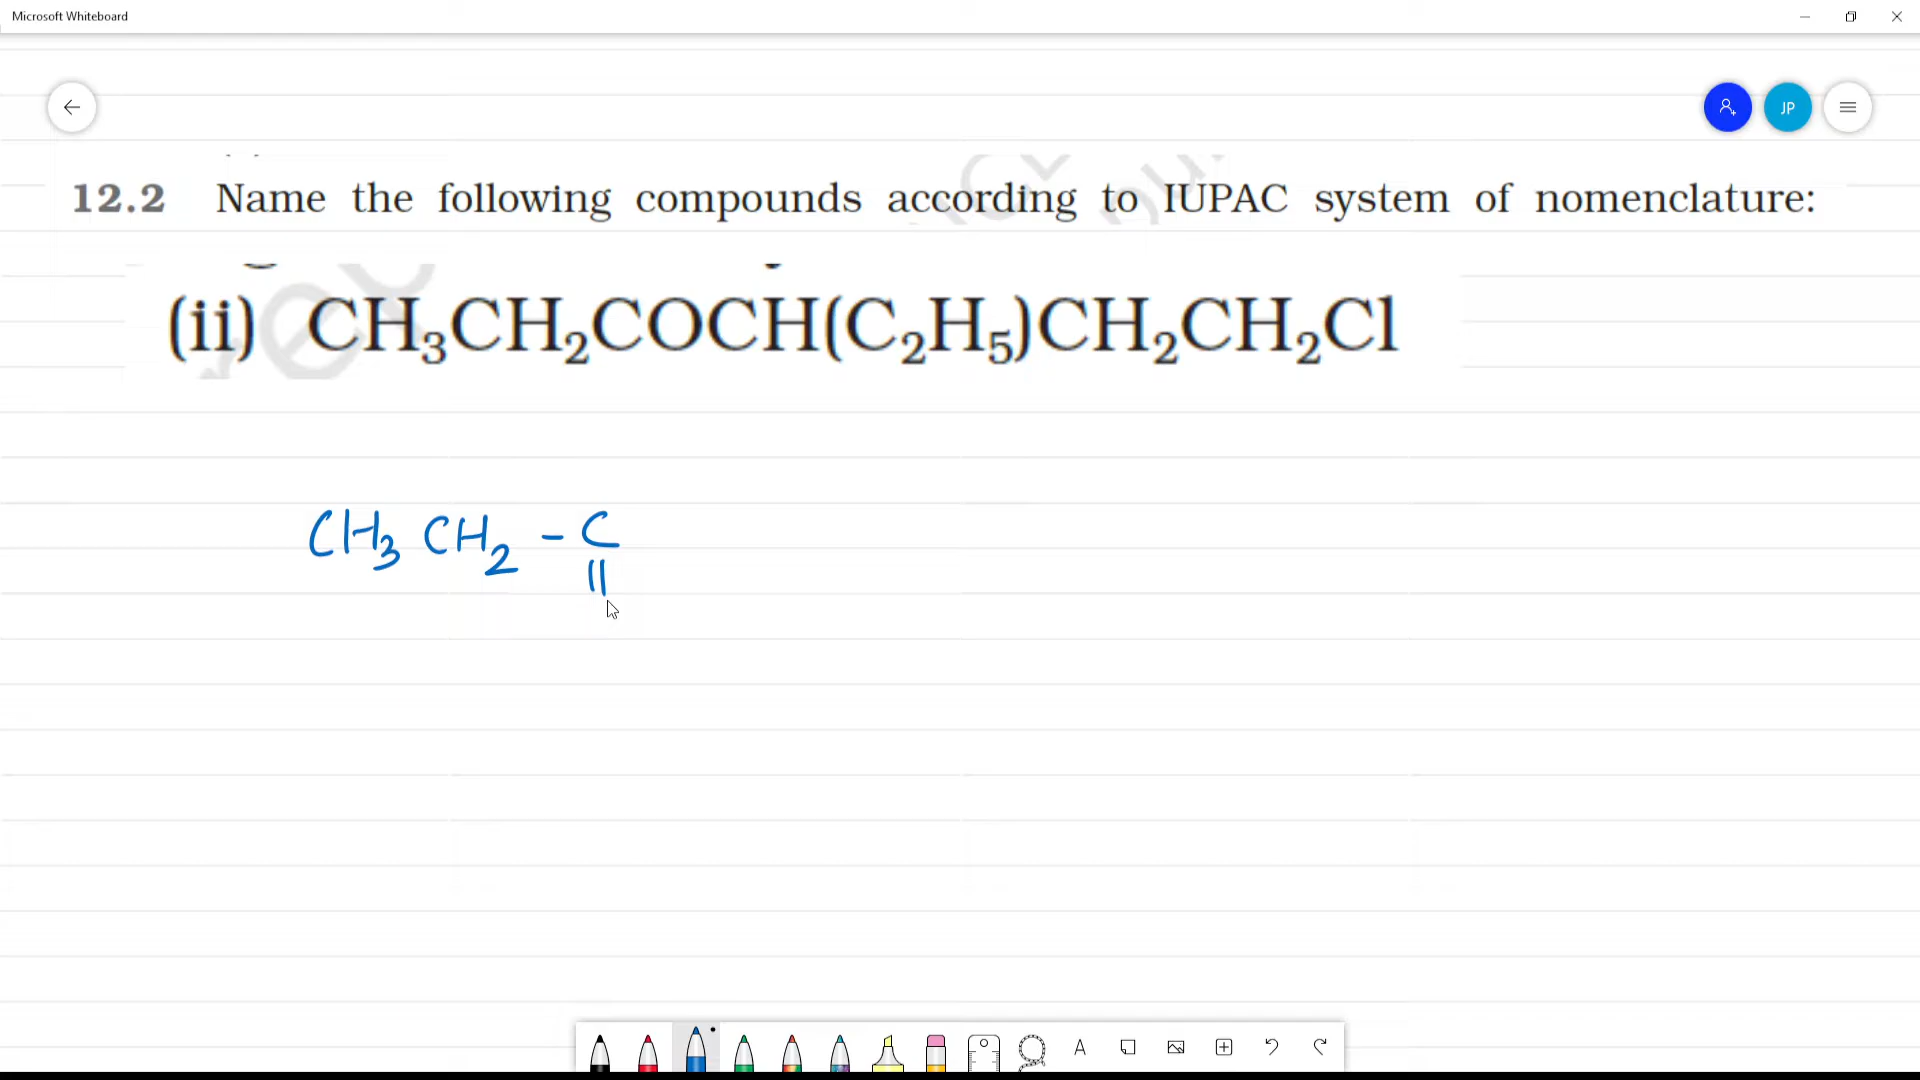 Microsoft Whiteboard
JP
12.2 Name the following compounds according to IUPAC system of nomenclature:
(ii) CH₃CH₂COCH(C₂H₅)CH₂CH₂Cl
CH₃ CH₂ – C
||
A